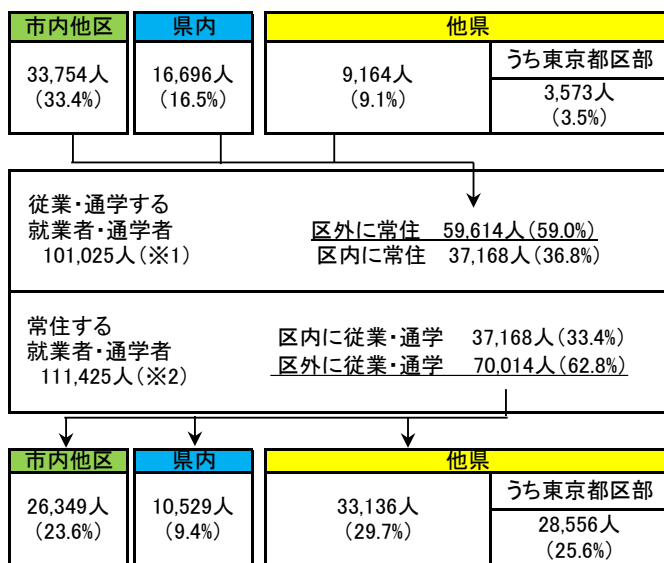 市内他区
県内
他県
33,754人
(33.4%)
16,696人
(16.5%)
9,164人
(9.1%)
うち東京都区部
3,573人
(3.5%)
従業・通学する
就業者・通学者
101,025人(※1)
区外に常住 59,614人(59.0%)
区内に常住 37,168人(36.8%)
常住する
就業者・通学者
111,425人(※2)
区内に従業・通学 37,168人(33.4%)
区外に従業・通学 70,014人(62.8%)
市内他区
県内
他県
26,349人
(23.6%)
10,529人
(9.4%)
33,136人
(29.7%)
うち東京都区部
28,556人
(25.6%)